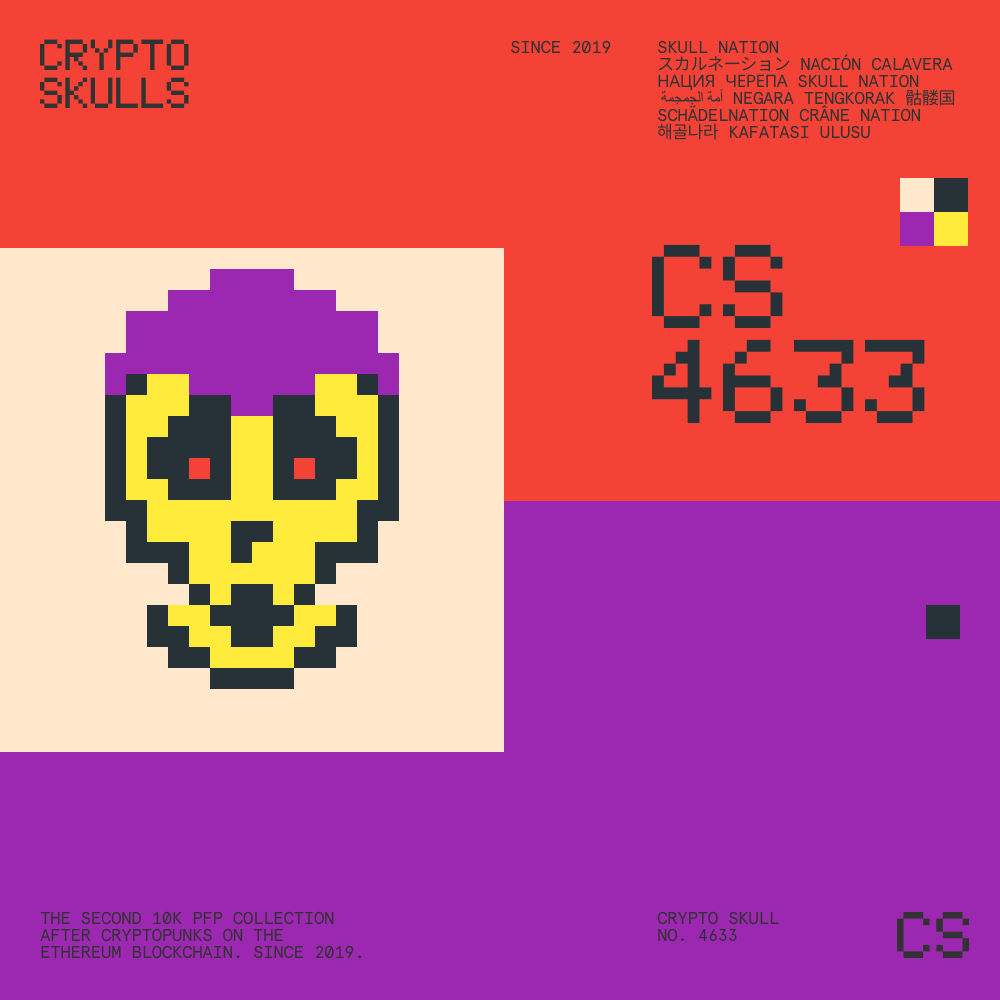 CRYPTO
SKULLS
SINCE 2019
SKULL NATION
スカルネーション NACIÓN CALAVERA
НАЦИЯ ЧЕРЕПА SKULL NATION
أمة الجمجمة NEGARA TENGKORAK 骷髅国
SCHÄDELNATION CRÂNE NATION
해골나라 KAFATASI ULUSU
CS
4633
THE SECOND 10K PFP COLLECTION
AFTER CRYPTOPUNKS ON THE
ETHEREUM BLOCKCHAIN. SINCE 2019.
CRYPTO SKULL
NO. 4633
CS